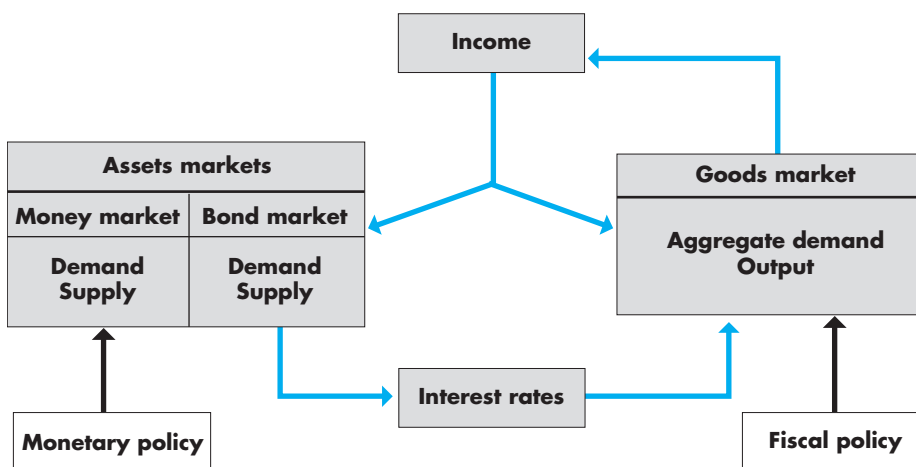 Income
Assets markets
Money market
Bond market
Demand
Supply
Demand
Supply
Goods market
Aggregate demand
Output
Interest rates
Monetary policy
Fiscal policy